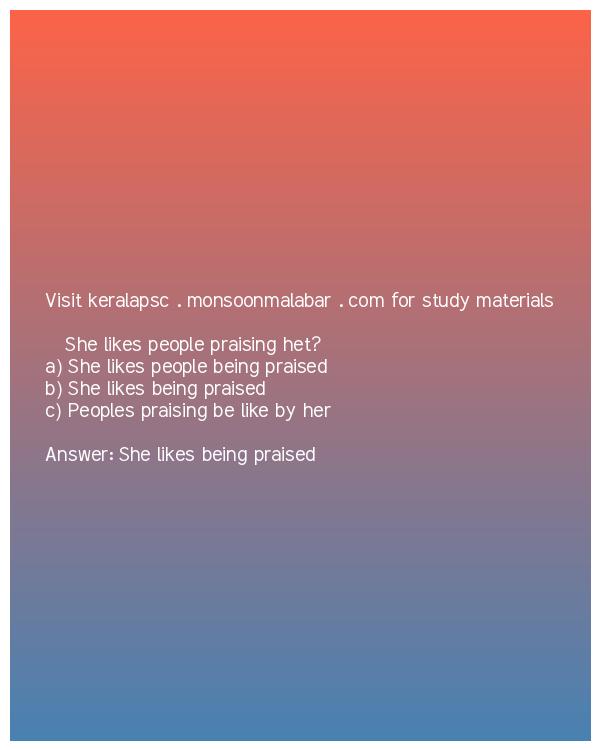 Visit keralapsc . monsoonmalabar . com for study materials
She likes people praising het?
a) She likes people being praised
b) She likes being praised
c) Peoples praising be like by her
Answer: She likes being praised